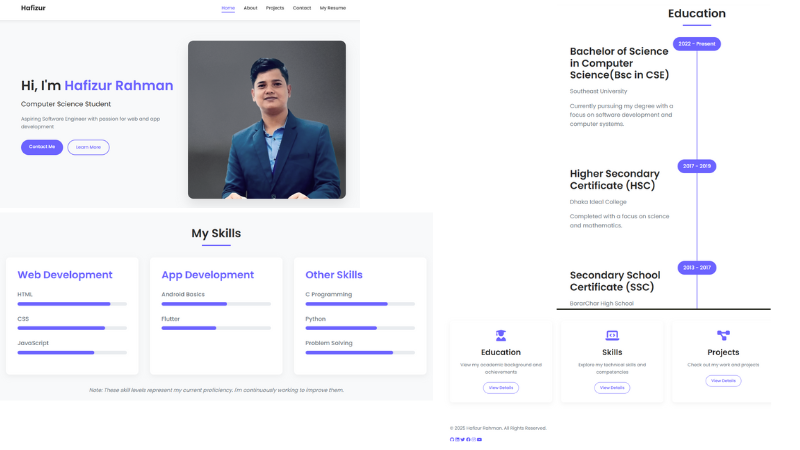 Hafizur
Home About Projects Contact My Resume
Hi, I'm Hafizur Rahman
Computer Science Student
Aspiring Software Engineer with passion for web and app
development
Contact Me Learn More
My Skills
Web Development
HTML
CSS
JavaScript
App Development
Android Basics
Flutter
Other Skills
C Programming
Python
Problem Solving
Note: These skill levels represent my current proficiency. I'm continuously working to improve them.
Education
2022 - Present
Bachelor of Science
in Computer
Science(Bsc in CSE)
Southeast University
Currently pursuing my degree with a
focus on software development and
computer systems.
2017 - 2019
Higher Secondary
Certificate (HSC)
Dhaka Ideal College
Completed with a focus on science
and mathematics.
2013 - 2017
Secondary School
Certificate (SSC)
GararChar High School
Education
View my academic background and
achievements
View Details
Skills
Explore my technical skills and
competencies
View Details
Projects
Check out my work and projects
View Details
© 2025 Hafizur Rahman. All Rights Reserved.